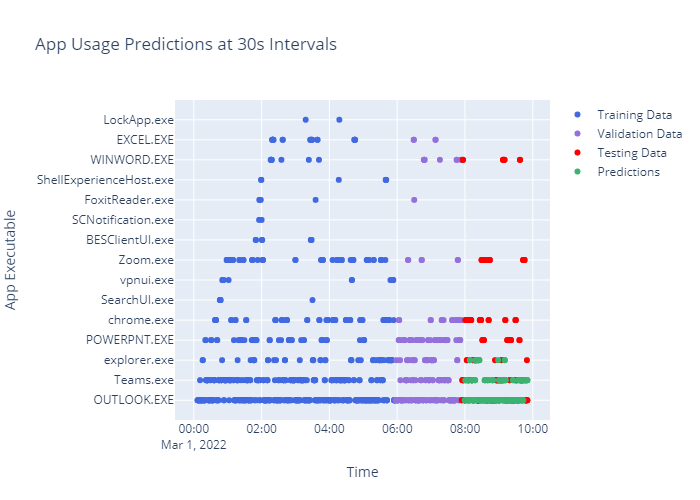 App Usage Predictions at 30s Intervals
Training Data
Validation Data
Testing Data
Predictions
App Executable
LockApp.exe
EXCEL.EXE
WINWORD.EXE
ShellExperienceHost.exe
FoxitReader.exe
SCNotification.exe
BESClientUI.exe
Zoom.exe
vpnui.exe
SearchUI.exe
chrome.exe
POWERPNT.EXE
explorer.exe
Teams.exe
OUTLOOK.EXE
00:00 02:00 04:00 06:00 08:00 10:00
Mar 1, 2022
Time